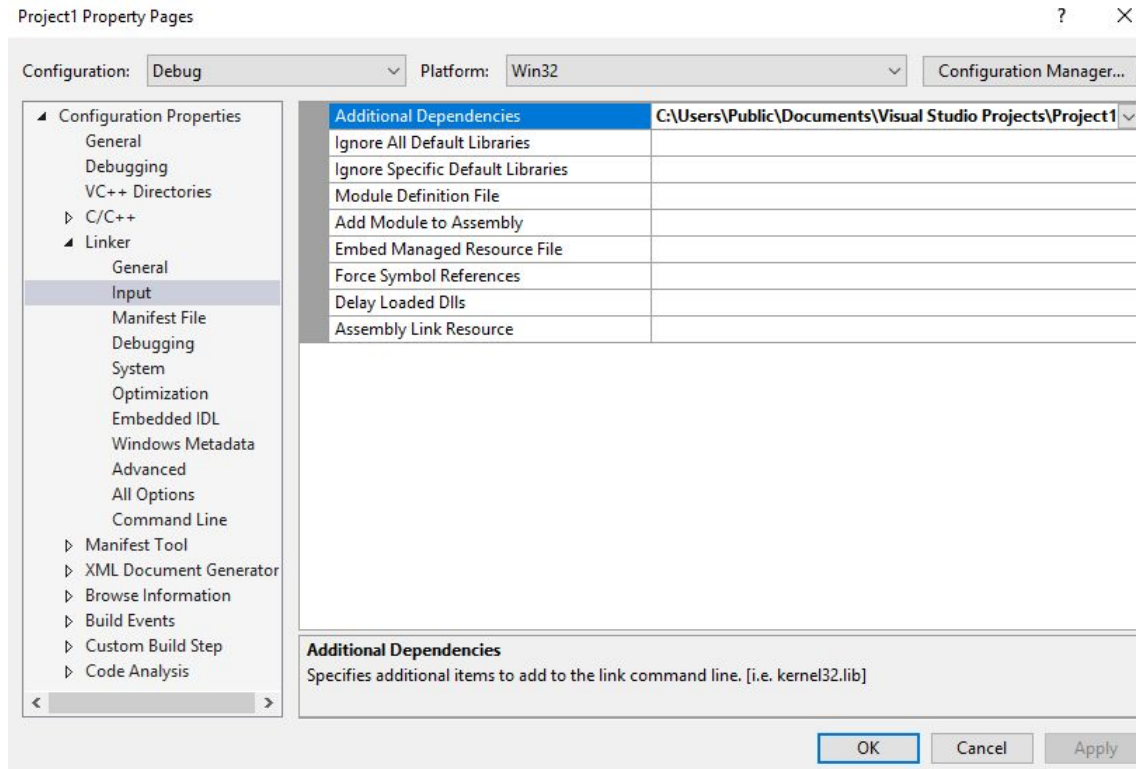 Project1 Property Pages
? ×
Configuration: Debug Platform: Win32 Configuration Manager...
Configuration Properties
General
Debugging
VC++ Directories
C/C++
Linker
General
Input
Manifest File
Debugging
System
Optimization
Embedded IDL
Windows Metadata
Advanced
All Options
Command Line
Manifest Tool
XML Document Generator
Browse Information
Build Events
Custom Build Step
Code Analysis
Additional Dependencies C:\Users\Public\Documents\Visual Studio Projects\Project1
Ignore All Default Libraries
Ignore Specific Default Libraries
Module Definition File
Add Module to Assembly
Embed Managed Resource File
Force Symbol References
Delay Loaded Dlls
Assembly Link Resource
Additional Dependencies
Specifies additional items to add to the link command line. [i.e. kernel32.lib]
OK Cancel Apply